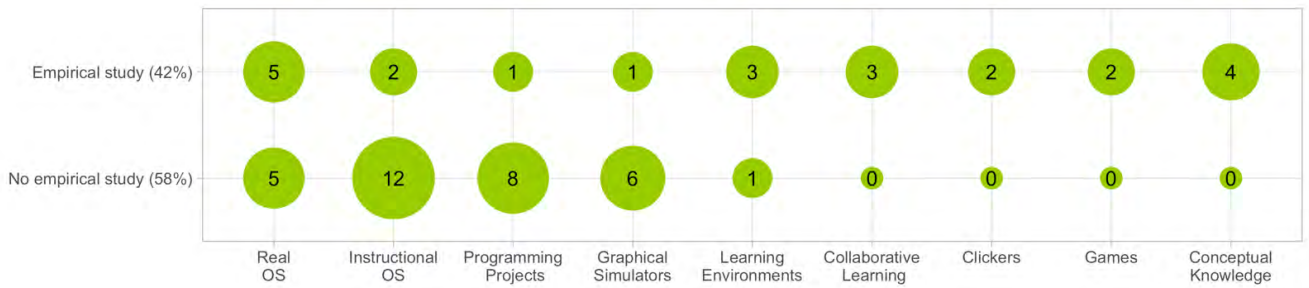 Empirical study (42%)
5 2 1 1 3 3 2 2 4
No empirical study (58%)
5 12 8 6 1 0 0 0 0
Real
OS
Instructional
OS
Programming
Projects
Graphical
Simulators
Learning
Environments
Collaborative
Learning
Clickers
Games
Conceptual
Knowledge